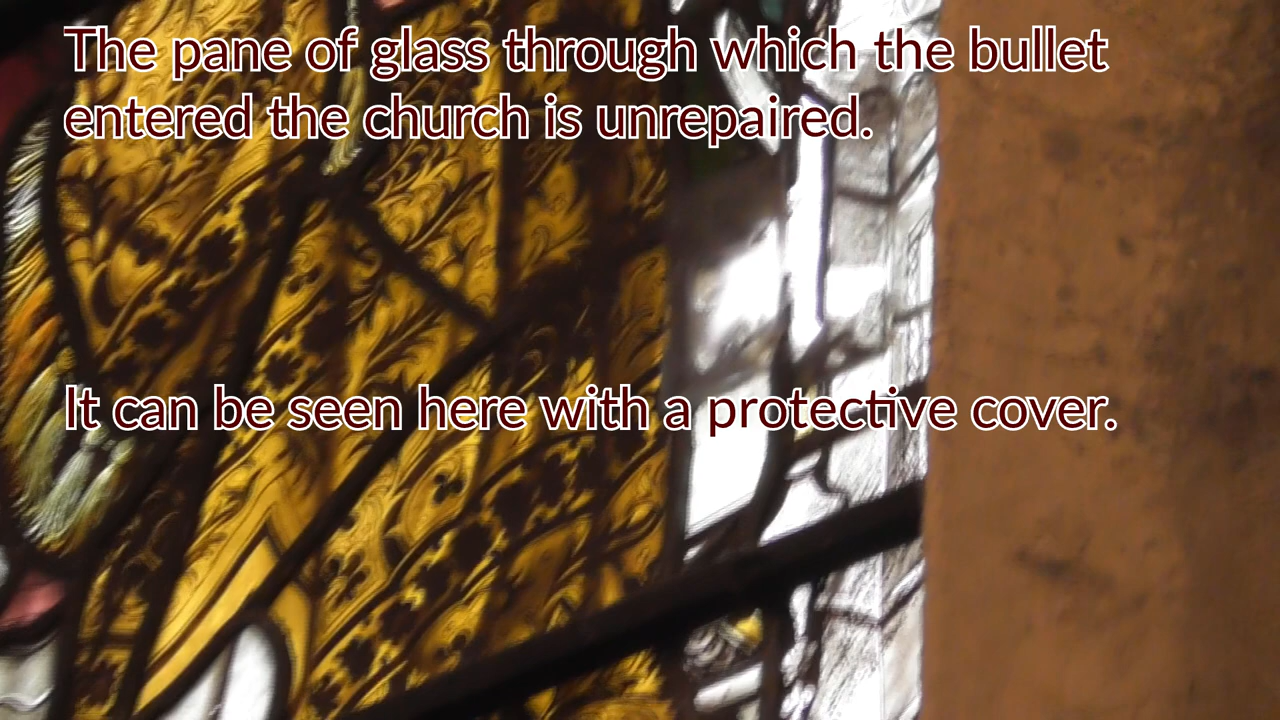 The pane of glass through which the bullet
entered the church is unrepaired.
It can be seen here with a protective cover.